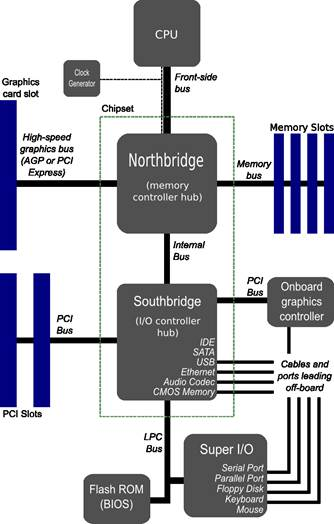 CPU
Clock
Generator
Front-side
bus
Graphics
card slot
Chipset
High-speed
graphics bus
(AGP or PCI
Express)
Northbridge
(memory
controller hub)
Memory
bus
Memory Slots
Internal
Bus
PCI
Bus
Southbridge
(I/O controller
hub)
IDE
SATA
USB
Ethernet
Audio Codec
CMOS Memory
PCI
Bus
Onboard
graphics
controller
Cables and
ports leading
off-board
PCI Slots
LPC
Bus
Super I/O
Serial Port
Parallel Port
Floppy Disk
Keyboard
Mouse
Flash ROM
(BIOS)